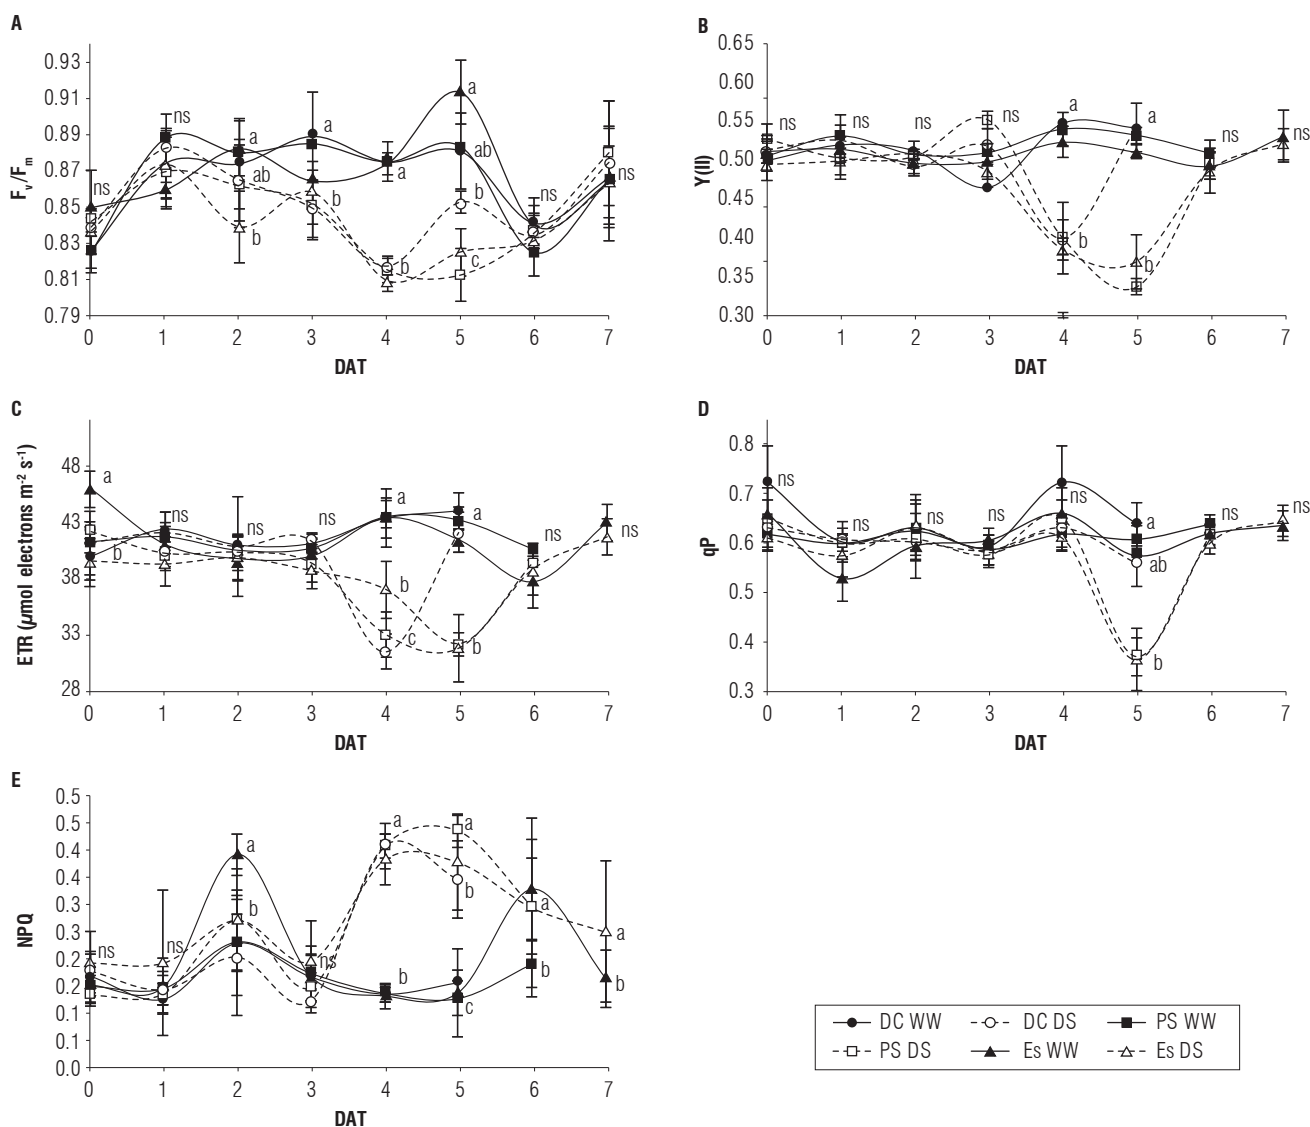 A
F v /F m
0.93
0.91
0.89
0.87
0.85
0.83
0.81
0.79
ns
ns
a
ab
b
a
b
a
b
a
ab
b
c
ns
ns
0 1 2 3 4 5 6 7
DAT
B
Y(II)
0.65
0.60
0.55
0.50
0.45
0.40
0.35
0.30
ns
ns
ns
ns
a
b
a
b
ns
ns
0 1 2 3 4 5 6 7
DAT
C
ETR (µmol electrons m-2 s-1)
48
43
38
33
28
a
b
ns
ns
ns
a
b
c
a
b
ns
ns
0 1 2 3 4 5 6 7
DAT
D
qP
0.8
0.7
0.6
0.5
0.4
0.3
ns
ns
ns
ns
ns
a
ab
b
ns
ns
0 1 2 3 4 5 6 7
DAT
E
NPQ
0.5
0.5
0.4
0.4
0.3
0.3
0.2
0.2
0.1
0.1
0.0
ns
ns
a
b
ns
a
b
a
b
c
a
b
a
b
0 1 2 3 4 5 6 7
DAT
DC WW DC DS PS WW
PS DS Es WW Es DS